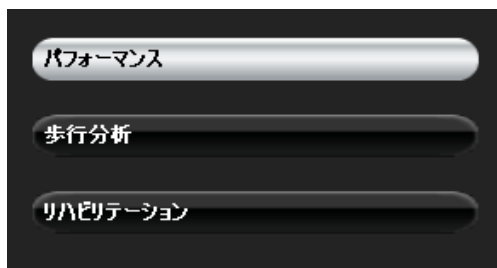 パフォーマンス
歩行分析
リハビリテーション